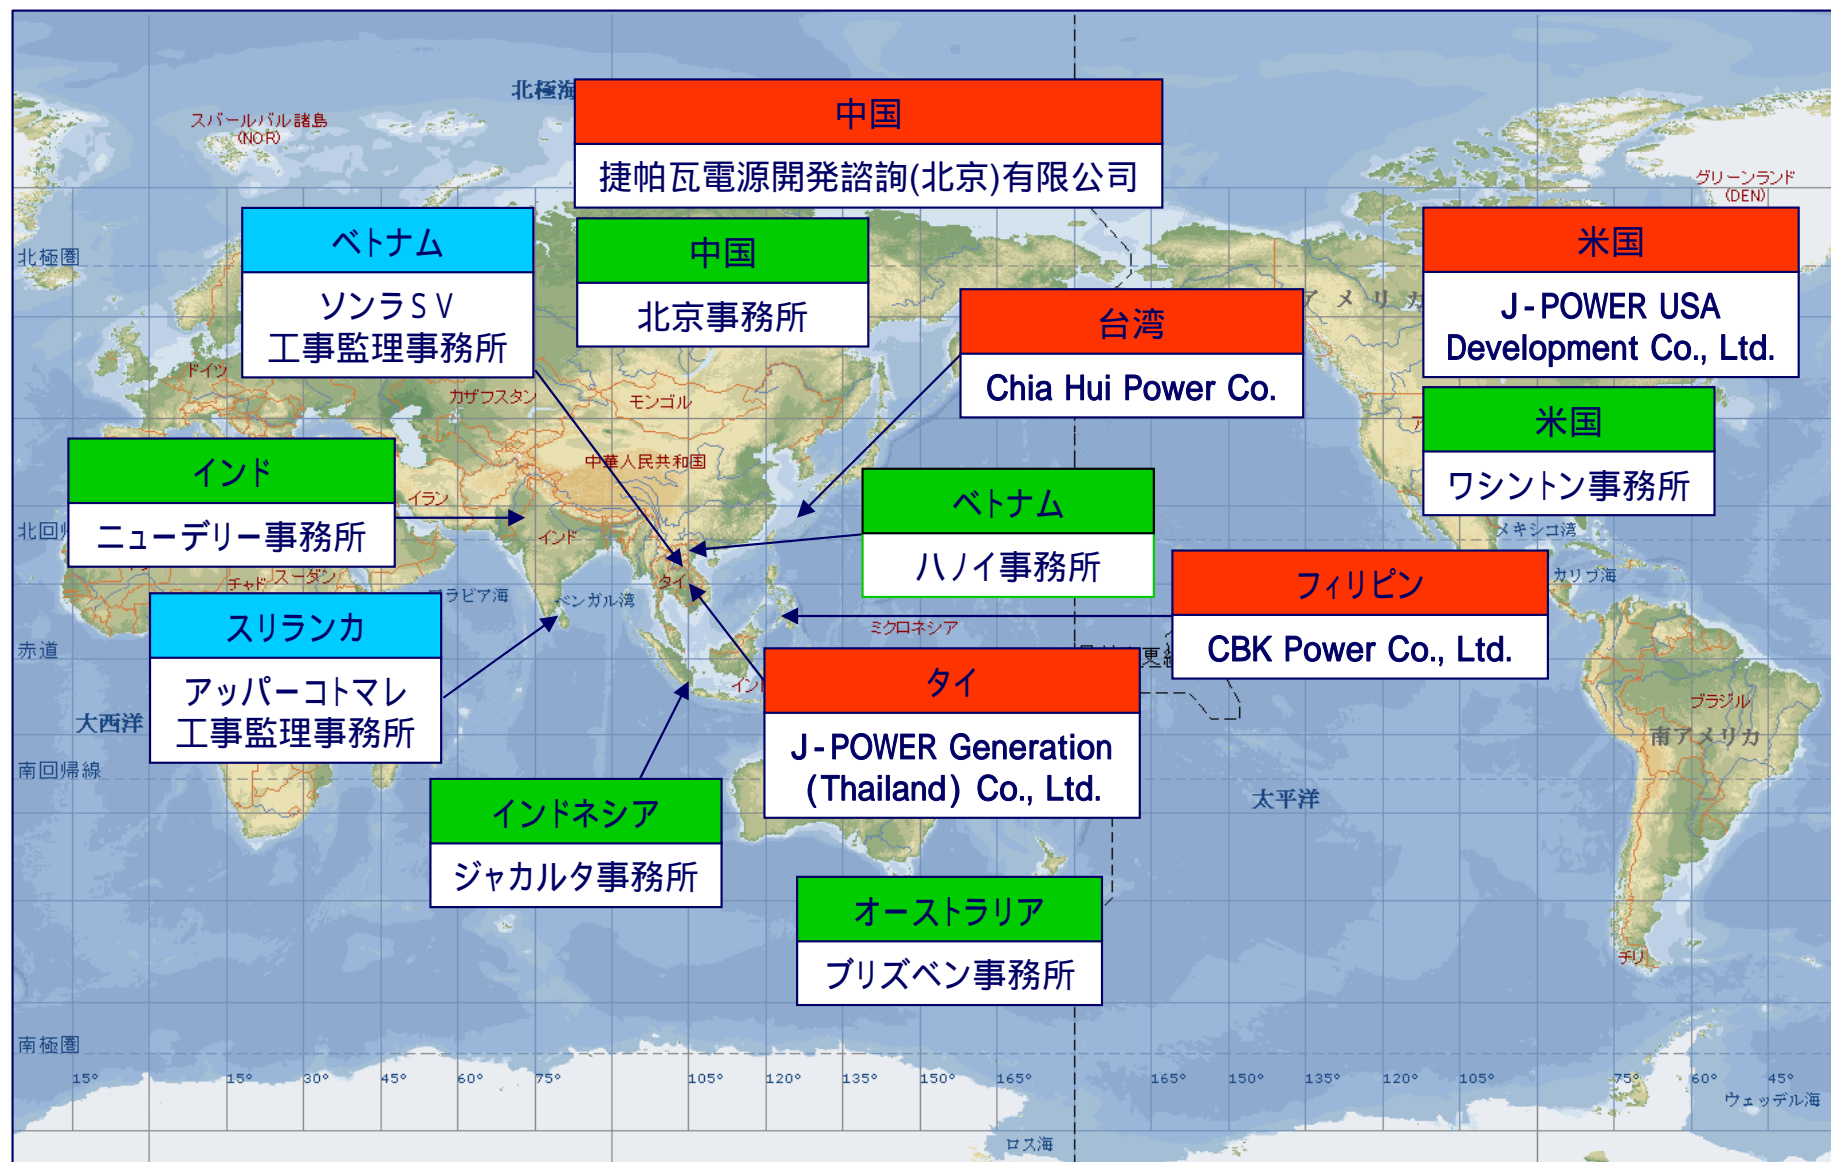 北極海
スバールバル諸島
(NOR)
中国
捷帕瓦電源開発諮詢(北京)有限公司
グリーンランド
(DEN)
ベトナム
ソンラSV
工事監理事務所
中国
北京事務所
米国
J-POWER USA
Development Co., Ltd.
北極圏
アメリカ
台湾
Chia Hui Power Co.
ドイツ
カザフスタン
モンゴル
米国
ワシントン事務所
インド
ニューデリー事務所
中華人民共和国
イラン
ベトナム
ハノイ事務所
北回帰
インド
メキシコ湾
チャド
スーダン
タイ
フィリピン
CBK Power Co., Ltd.
カリブ海
アラビア海
ベンガル湾
スリランカ
アッパーコトマレ
工事監理事務所
ミクロネシア
赤道
タイ
J-POWER Generation
(Thailand) Co., Ltd.
ブラジル
大西洋
南アメリカ
南回帰線
インドネシア
ジャカルタ事務所
太平洋
オーストラリア
ブリズベン事務所
チリ
南極圏
15° 15° 30° 45° 60° 75° 105° 120° 135° 150° 165° 165° 150° 135° 120° 105° 75° 60° 45°
ウェッデル海
ロス海